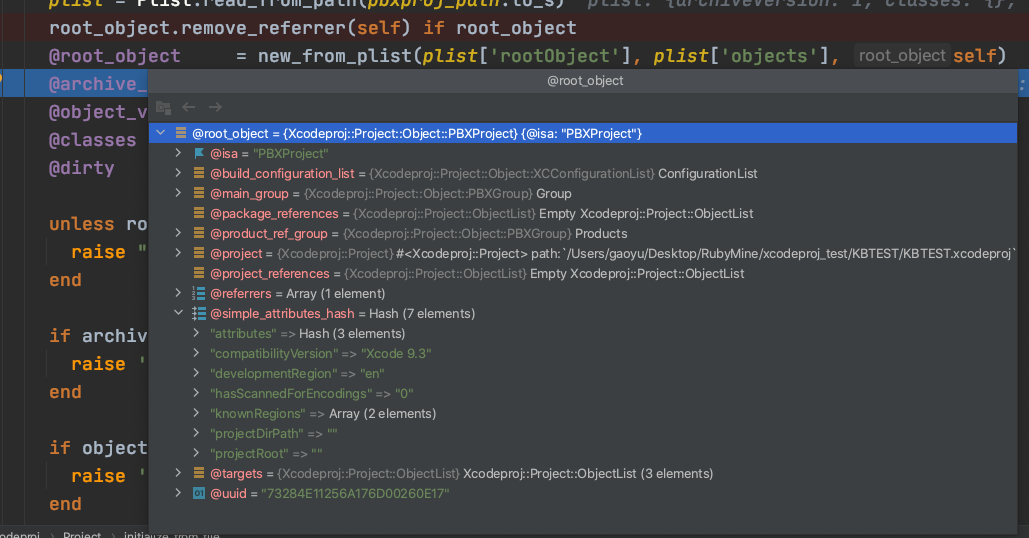 plist = Plist.read_from_path(pbxproj_path.to_s)  plist: {archiveVersion: 1, classes: {},
root_object.remove_referrer(self) if root_object
@root_object     = new_from_plist(plist['rootObject'], plist['objects'], root_object self)
@archive_
@root_object
@object_v
@classes
@dirty
@root_object = {Xcodeproj::Project::Object::PBXProject} {@isa: "PBXProject"}
@isa = "PBXProject"
@build_configuration_list = {Xcodeproj::Project::Object::XCConfigurationList} ConfigurationList
@main_group = {Xcodeproj::Project::Object::PBXGroup} Group
@package_references = {Xcodeproj::Project::ObjectList} Empty Xcodeproj::Project::ObjectList
@product_ref_group = {Xcodeproj::Project::Object::PBXGroup} Products
@project = {Xcodeproj::Project} #<Xcodeproj::Project> path:`/Users/gaoyu/Desktop/RubyMine/xcodeproj_test/KBTEST/KBTEST.xcodeproj`
@project_references = {Xcodeproj::Project::ObjectList} Empty Xcodeproj::Project::ObjectList
@referrers = Array (1 element)
@simple_attributes_hash = Hash (7 elements)
"attributes" => Hash (3 elements)
"compatibilityVersion" => "Xcode 9.3"
"developmentRegion" => "en"
"hasScannedForEncodings" => "0"
"knownRegions" => Array (2 elements)
"projectDirPath" => ""
"projectRoot" => ""
@targets = {Xcodeproj::Project::ObjectList} Xcodeproj::Project::ObjectList (3 elements)
@uuid = "73284E11256A176D00260E17"
unless ro
raise "
end
if archiv
raise '
end
if object
raise '
end
odeproj > Project > initialize_from_file